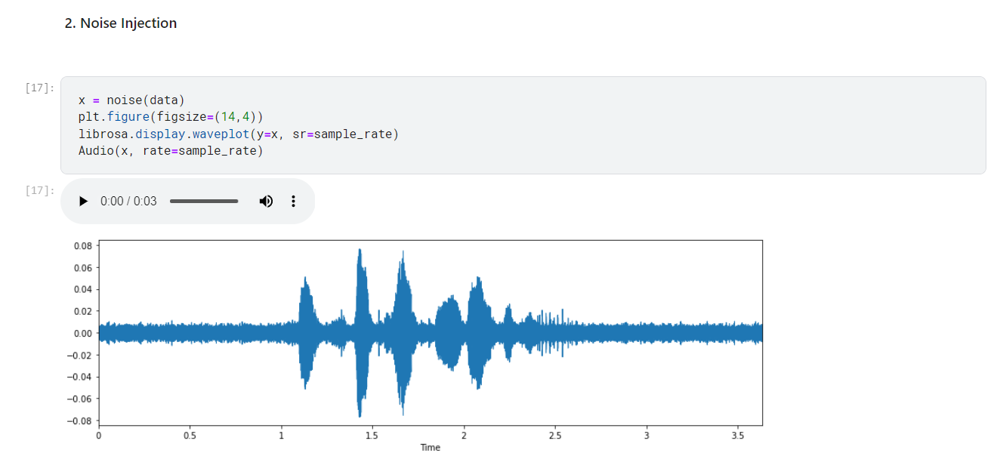 2. Noise Injection
[17]:
x = noise(data)
plt.figure(figsize=(14,4))
librosa.display.waveplot(y=x, sr=sample_rate)
Audio(x, rate=sample_rate)
[17]:
0:00 / 0:03
0.08
0.06
0.04
0.02
0.00
−0.02
−0.04
−0.06
−0.08
0 0.5 1 1.5 2 2.5 3 3.5
Time